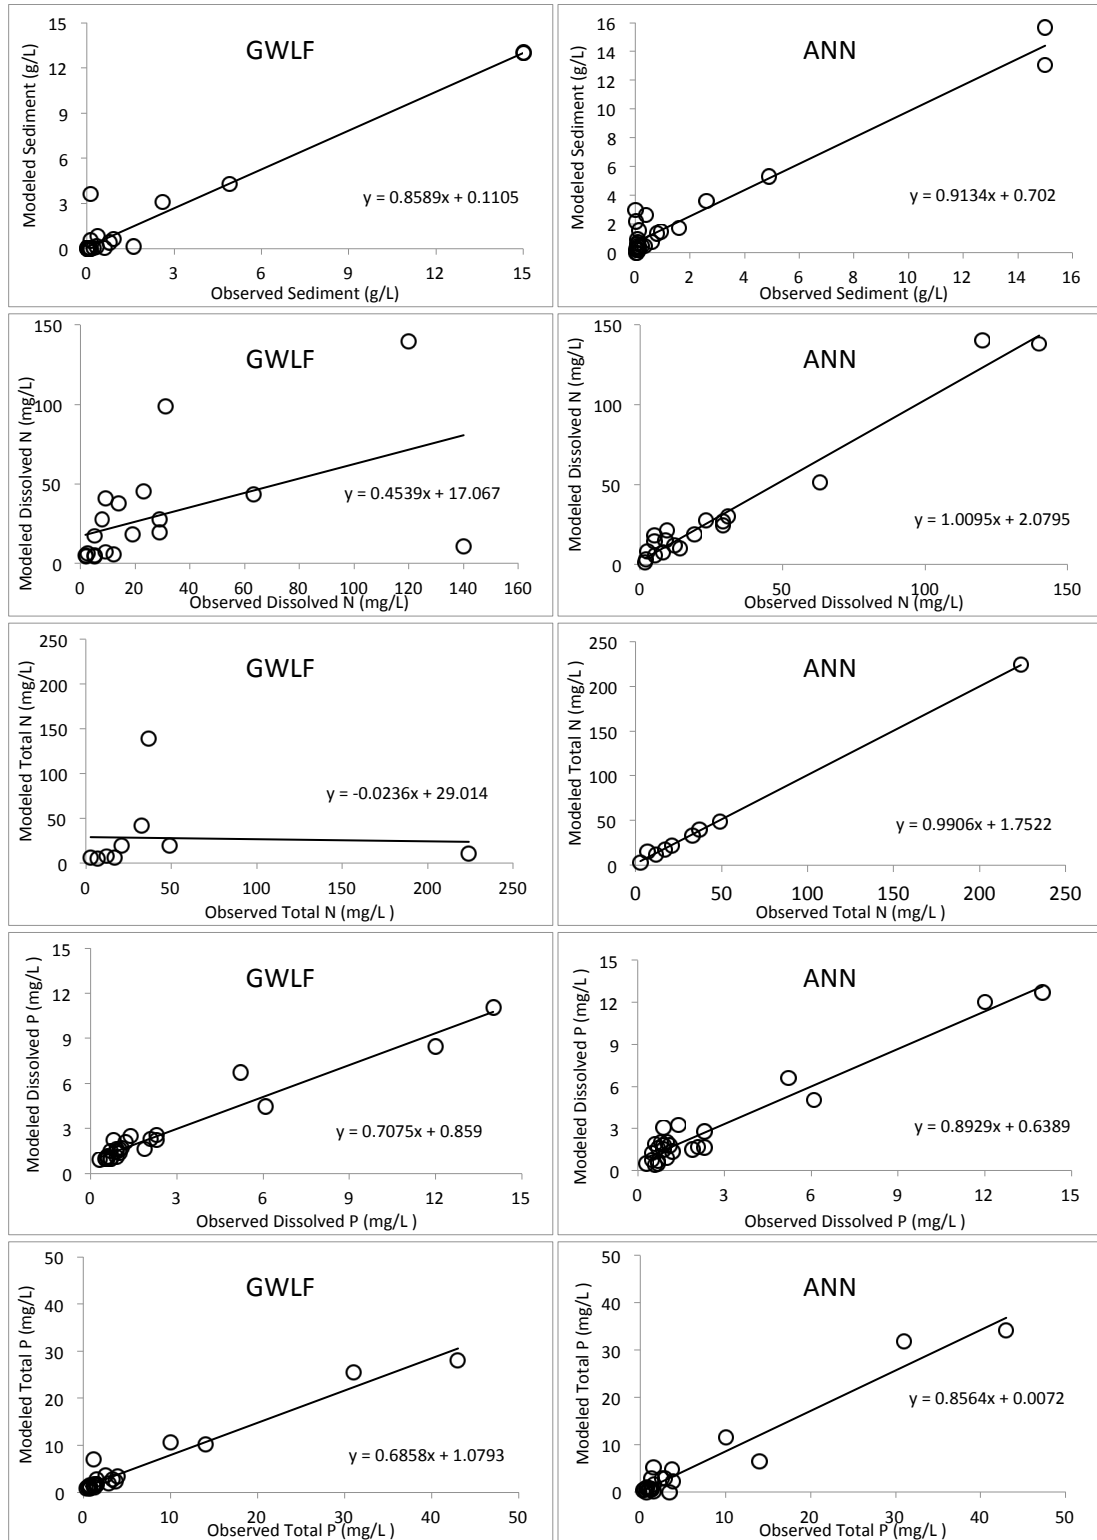 GWLF
Modeled Sediment (g/L)
15
12
9
6
3
0
y = 0.8589x + 0.1105
0 3 6 9 12 15
Observed Sediment (g/L)
ANN
Modeled Sediment (g/L)
16
14
12
10
8
6
4
2
0
y = 0.9134x + 0.702
0 2 4 6 8 10 12 14 16
Observed Sediment (g/L)
GWLF
Modeled Dissolved N (mg/L)
150
100
50
0
y = 0.4539x + 17.067
0 20 40 60 80 100 120 140 160
Observed Dissolved N (mg/L)
ANN
Modeled Dissolved N (mg/L)
150
100
50
0
y = 1.0095x + 2.0795
0 50 100 150
Observed Dissolved N (mg/L)
GWLF
Modeled Total N (mg/L)
250
200
150
100
50
0
y = -0.0236x + 29.014
0 50 100 150 200 250
Observed Total N (mg/L )
ANN
Modeled Total N (mg/L )
250
200
150
100
50
0
y = 0.9906x + 1.7522
0 50 100 150 200 250
Observed Total N (mg/L )
GWLF
Modeled Dissolved P (mg/L )
15
12
9
6
3
0
y = 0.7075x + 0.859
0 3 6 9 12 15
Observed Dissolved P (mg/L )
ANN
Modeled Dissolved P (mg/L )
15
12
9
6
3
0
y = 0.8929x + 0.6389
0 3 6 9 12 15
Observed Dissolved P (mg/L )
GWLF
Modeled Total P (mg/L )
50
40
30
20
10
0
y = 0.6858x + 1.0793
0 10 20 30 40 50
Observed Total P (mg/L )
ANN
Modeled Total P (mg/L )
50
40
30
20
10
0
y = 0.8564x + 0.0072
0 10 20 30 40 50
Observed Total P (mg/L )